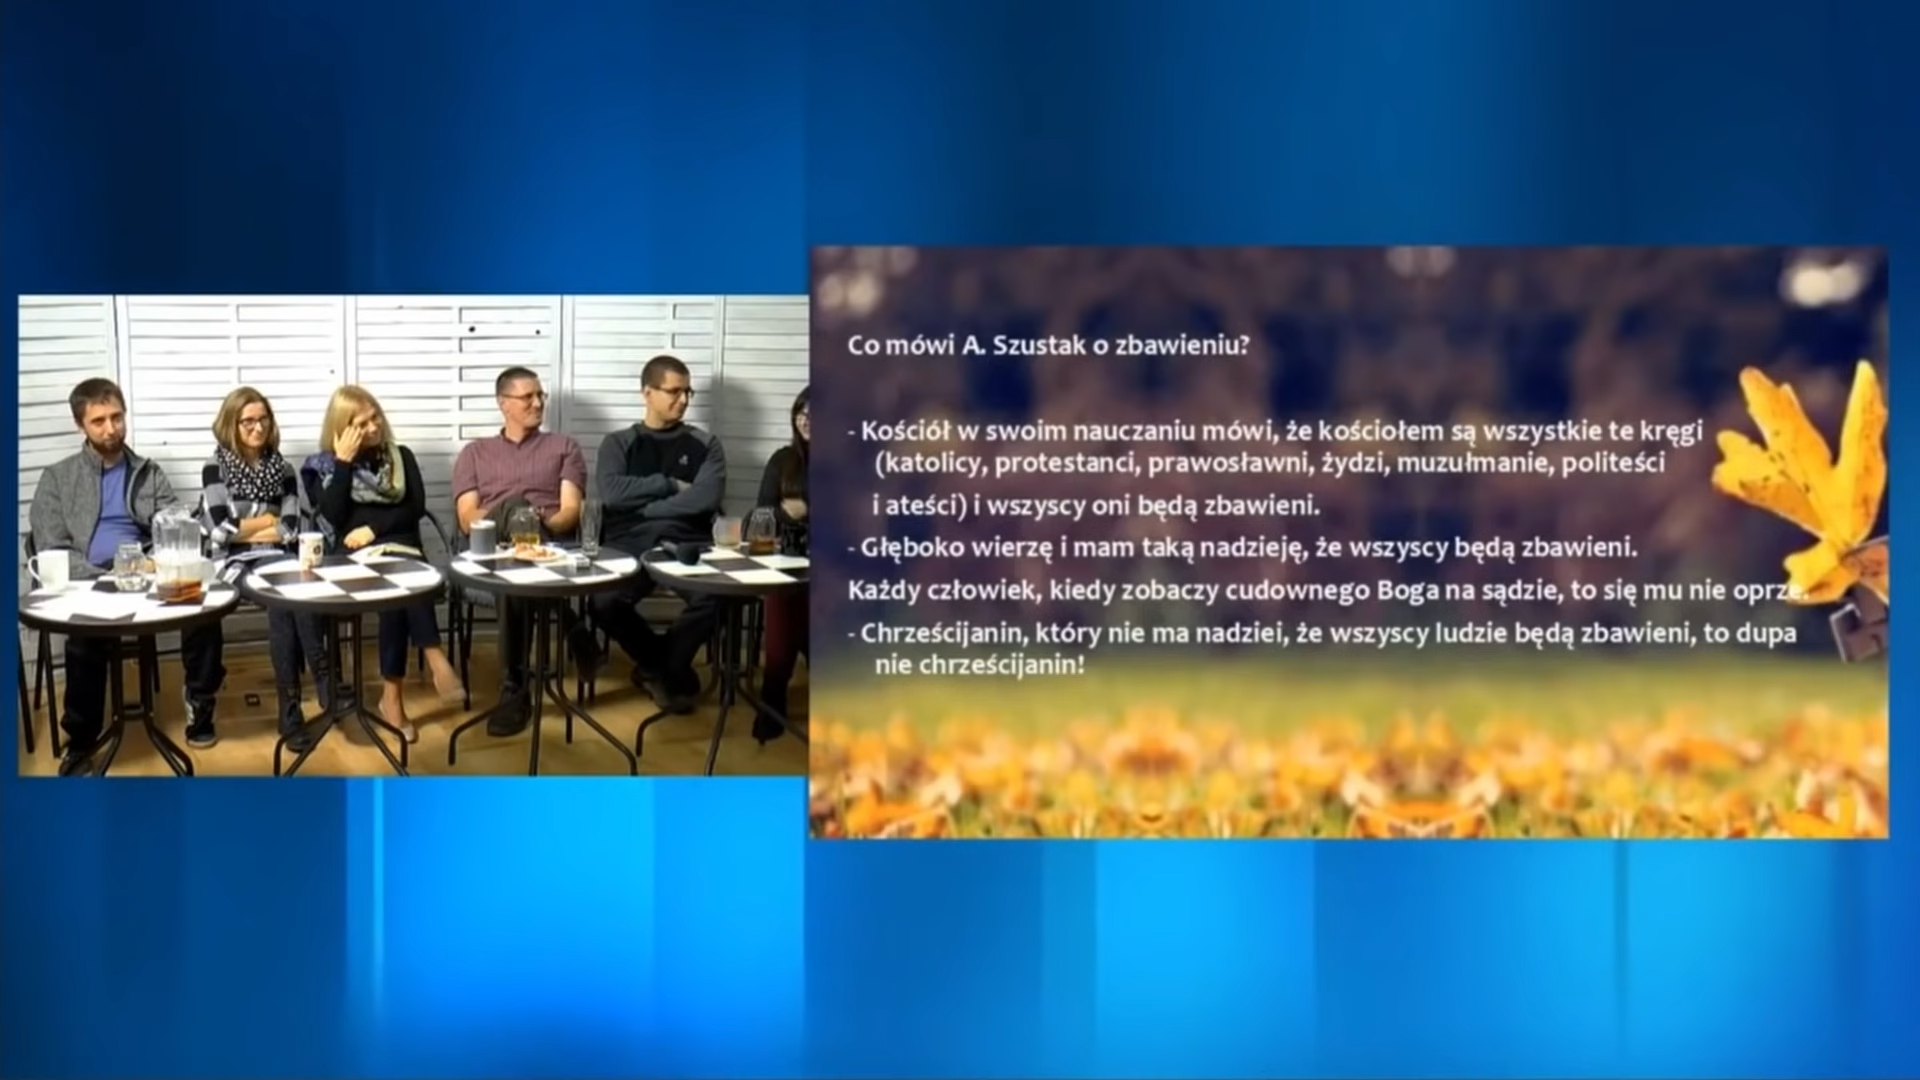 Co mówi A. Szustak o zbawieniu?
- Kościół w swoim nauczaniu mówi, że kościołem są wszystkie te kręgi
(katolicy, protestanci, prawosławni, żydzi, muzułmanie, politeści
i ateści) i wszyscy oni będą zbawieni.
- Głęboko wierzę i mam taką nadzieję, że wszyscy będą zbawieni.
Każdy człowiek, kiedy zobaczy cudownego Boga na sądzie, to się mu nie oprze.
- Chrześcijanin, który nie ma nadziei, że wszyscy ludzie będą zbawieni, to dupa
nie chrześcijanin!